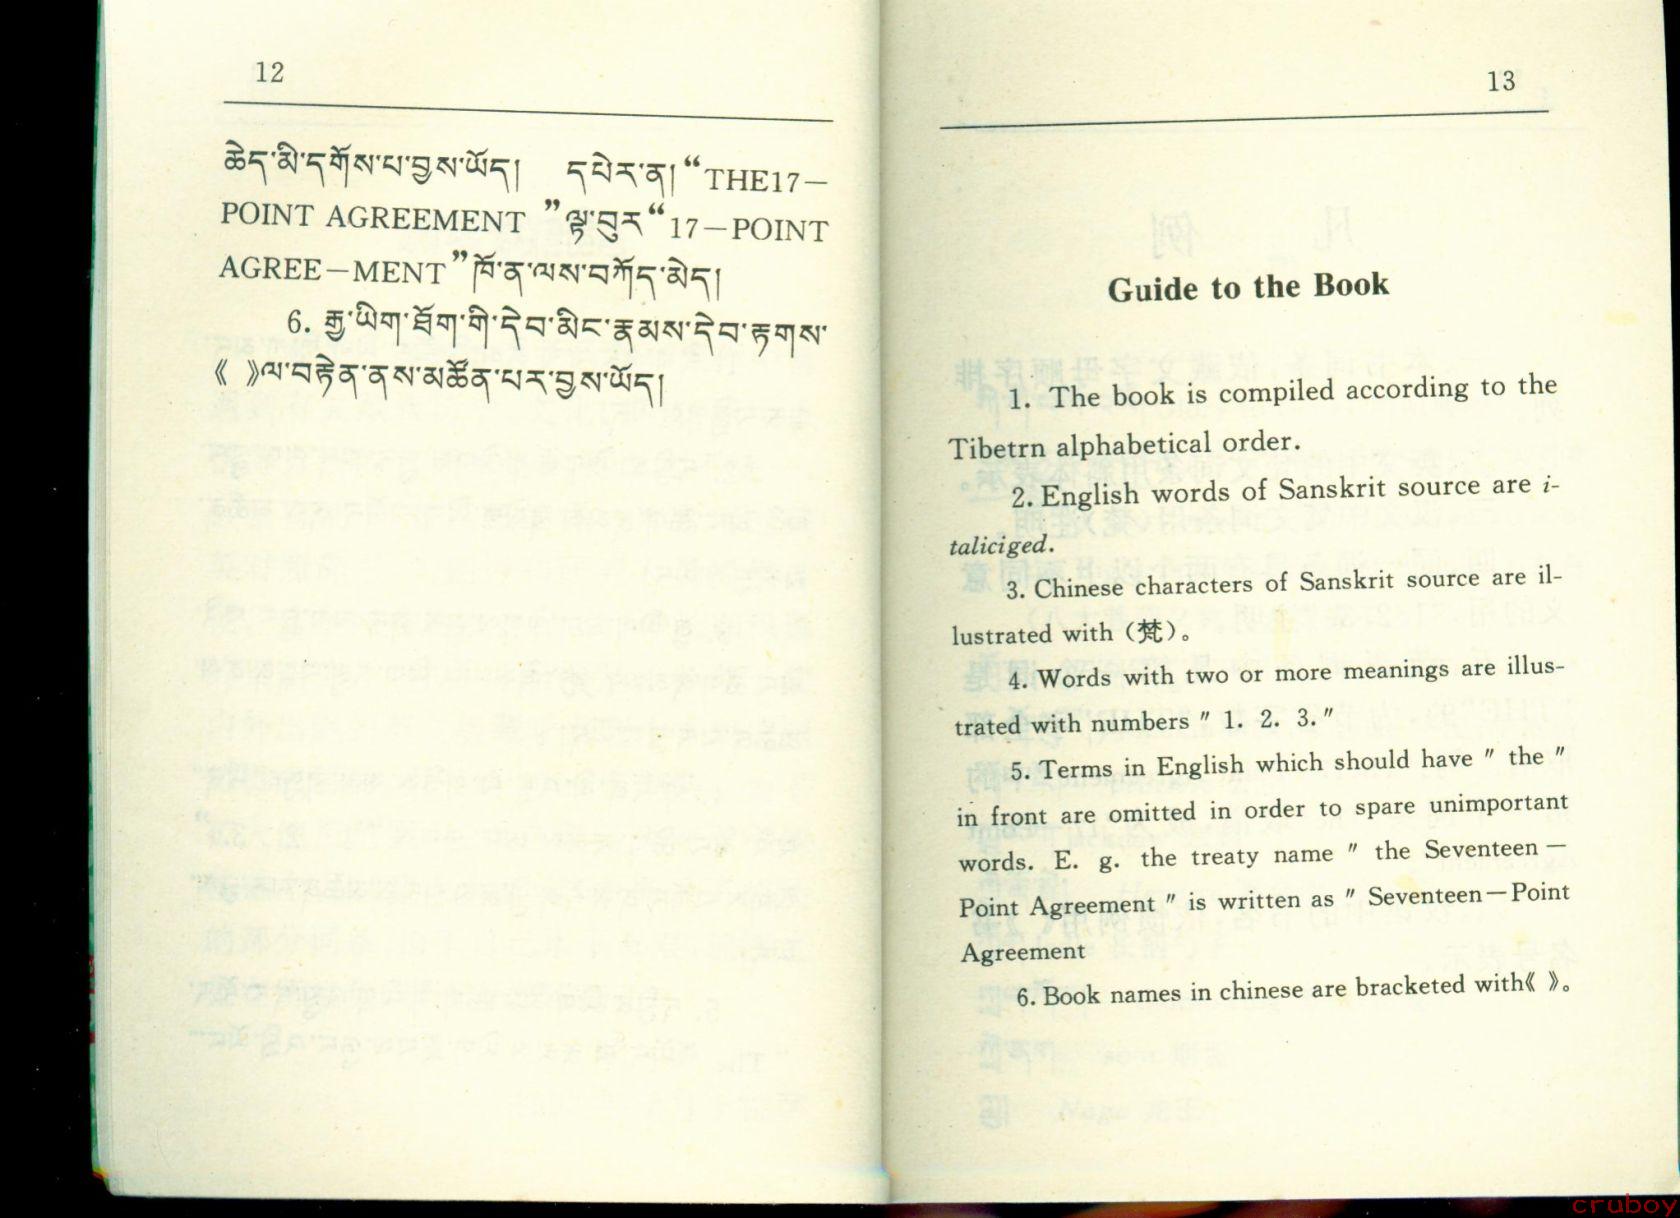 12
ཆེད་མི་དགོས་པ་བྱས་ཡོད། དཔེར་ན། “THE17—
POINT AGREEMENT ”ལྟ་བུར“17—POINT
AGREE—MENT”ཁོ་ན་ལས་བཀོད་མེད།
6. རྒྱ་ཡིག་ཐོག་གི་དེབ་མིང་རྣམས་དེབ་རྟགས་
《 》ལ་བརྟེན་ནས་མཚོན་པར་བྱས་ཡོད།
13
Guide to the Book
1. The book is compiled according to the
Tibetrn alphabetical order.
2. English words of Sanskrit source are i-
taliciged.
3. Chinese characters of Sanskrit source are il-
lustrated with (梵)。
4. Words with two or more meanings are illus-
trated with numbers ″ 1. 2. 3. ″
5. Terms in English which should have ″ the ″
in front are omitted in order to spare unimportant
words. E. g. the treaty name ″ the Seventeen—
Point Agreement ″ is written as ″ Seventeen—Point
Agreement
6. Book names in chinese are bracketed with《 》。
cruboy